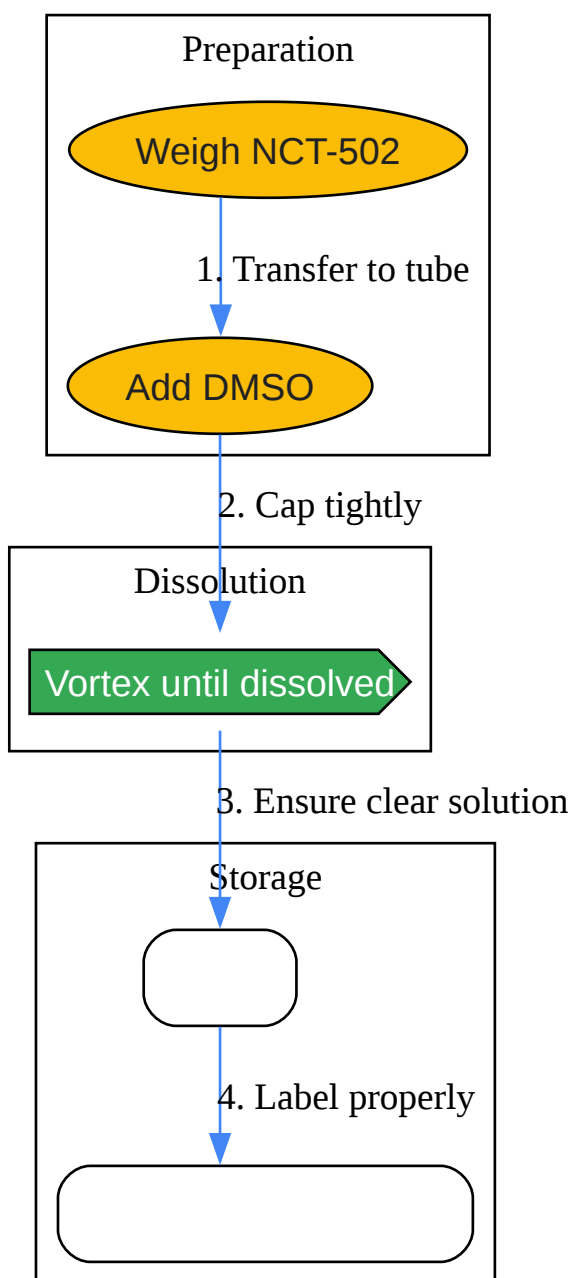 Preparation
Weigh NCT-502
1. Transfer to tube
Add DMSO
2. Cap tightly
Dissolution
Vortex until dissolved
3. Ensure clear solution
Storage
4. Label properly